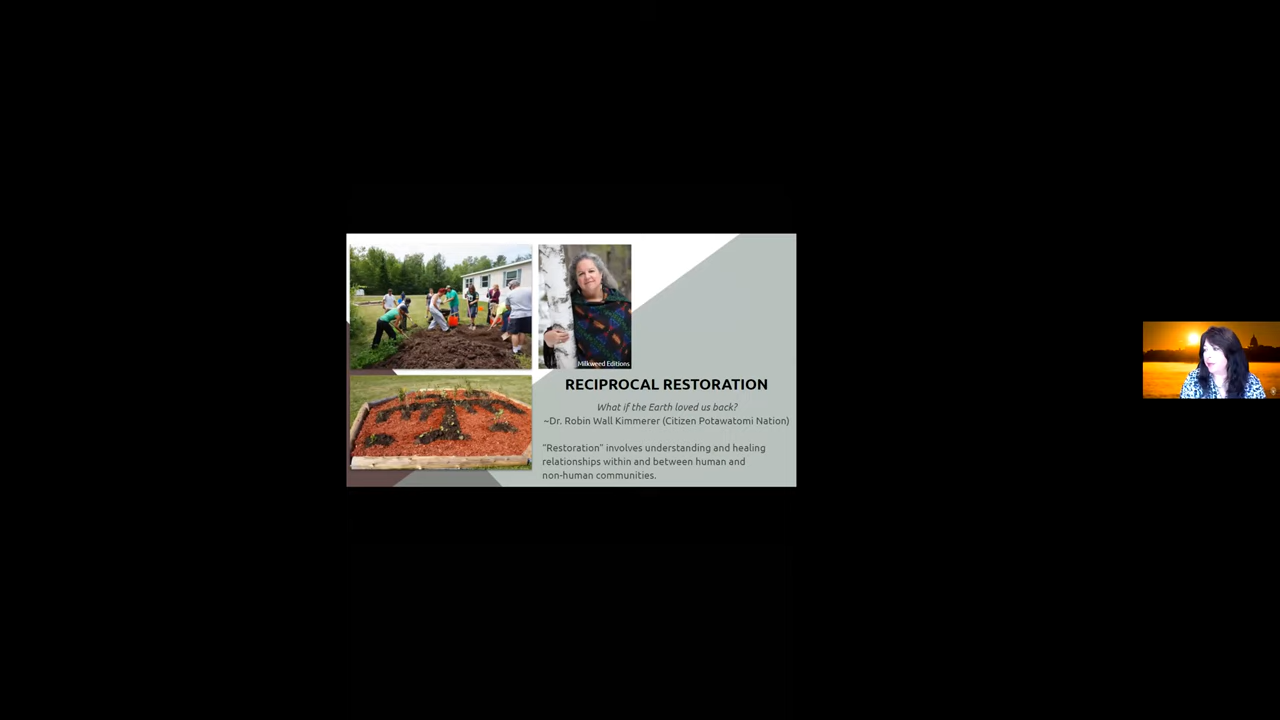 Milkweed Editions
RECIPROCAL RESTORATION
What if the Earth loved us back?
~Dr. Robin Wall Kimmerer (Citizen Potawatomi Nation)
"Restoration" involves understanding and healing
relationships within and between human and
non-human communities.